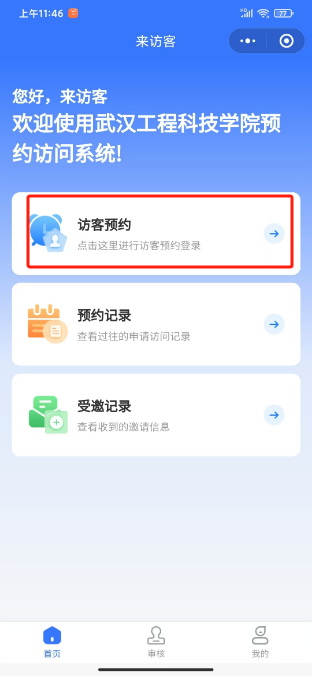 上午11:46
77
来访客
您好，来访客
欢迎使用武汉工程科技学院预
约访问系统!
访客预约
点击这里进行访客预约登录
预约记录
查看过往的申请访问记录
受邀记录
查看收到的邀请信息
首页
审核
我的